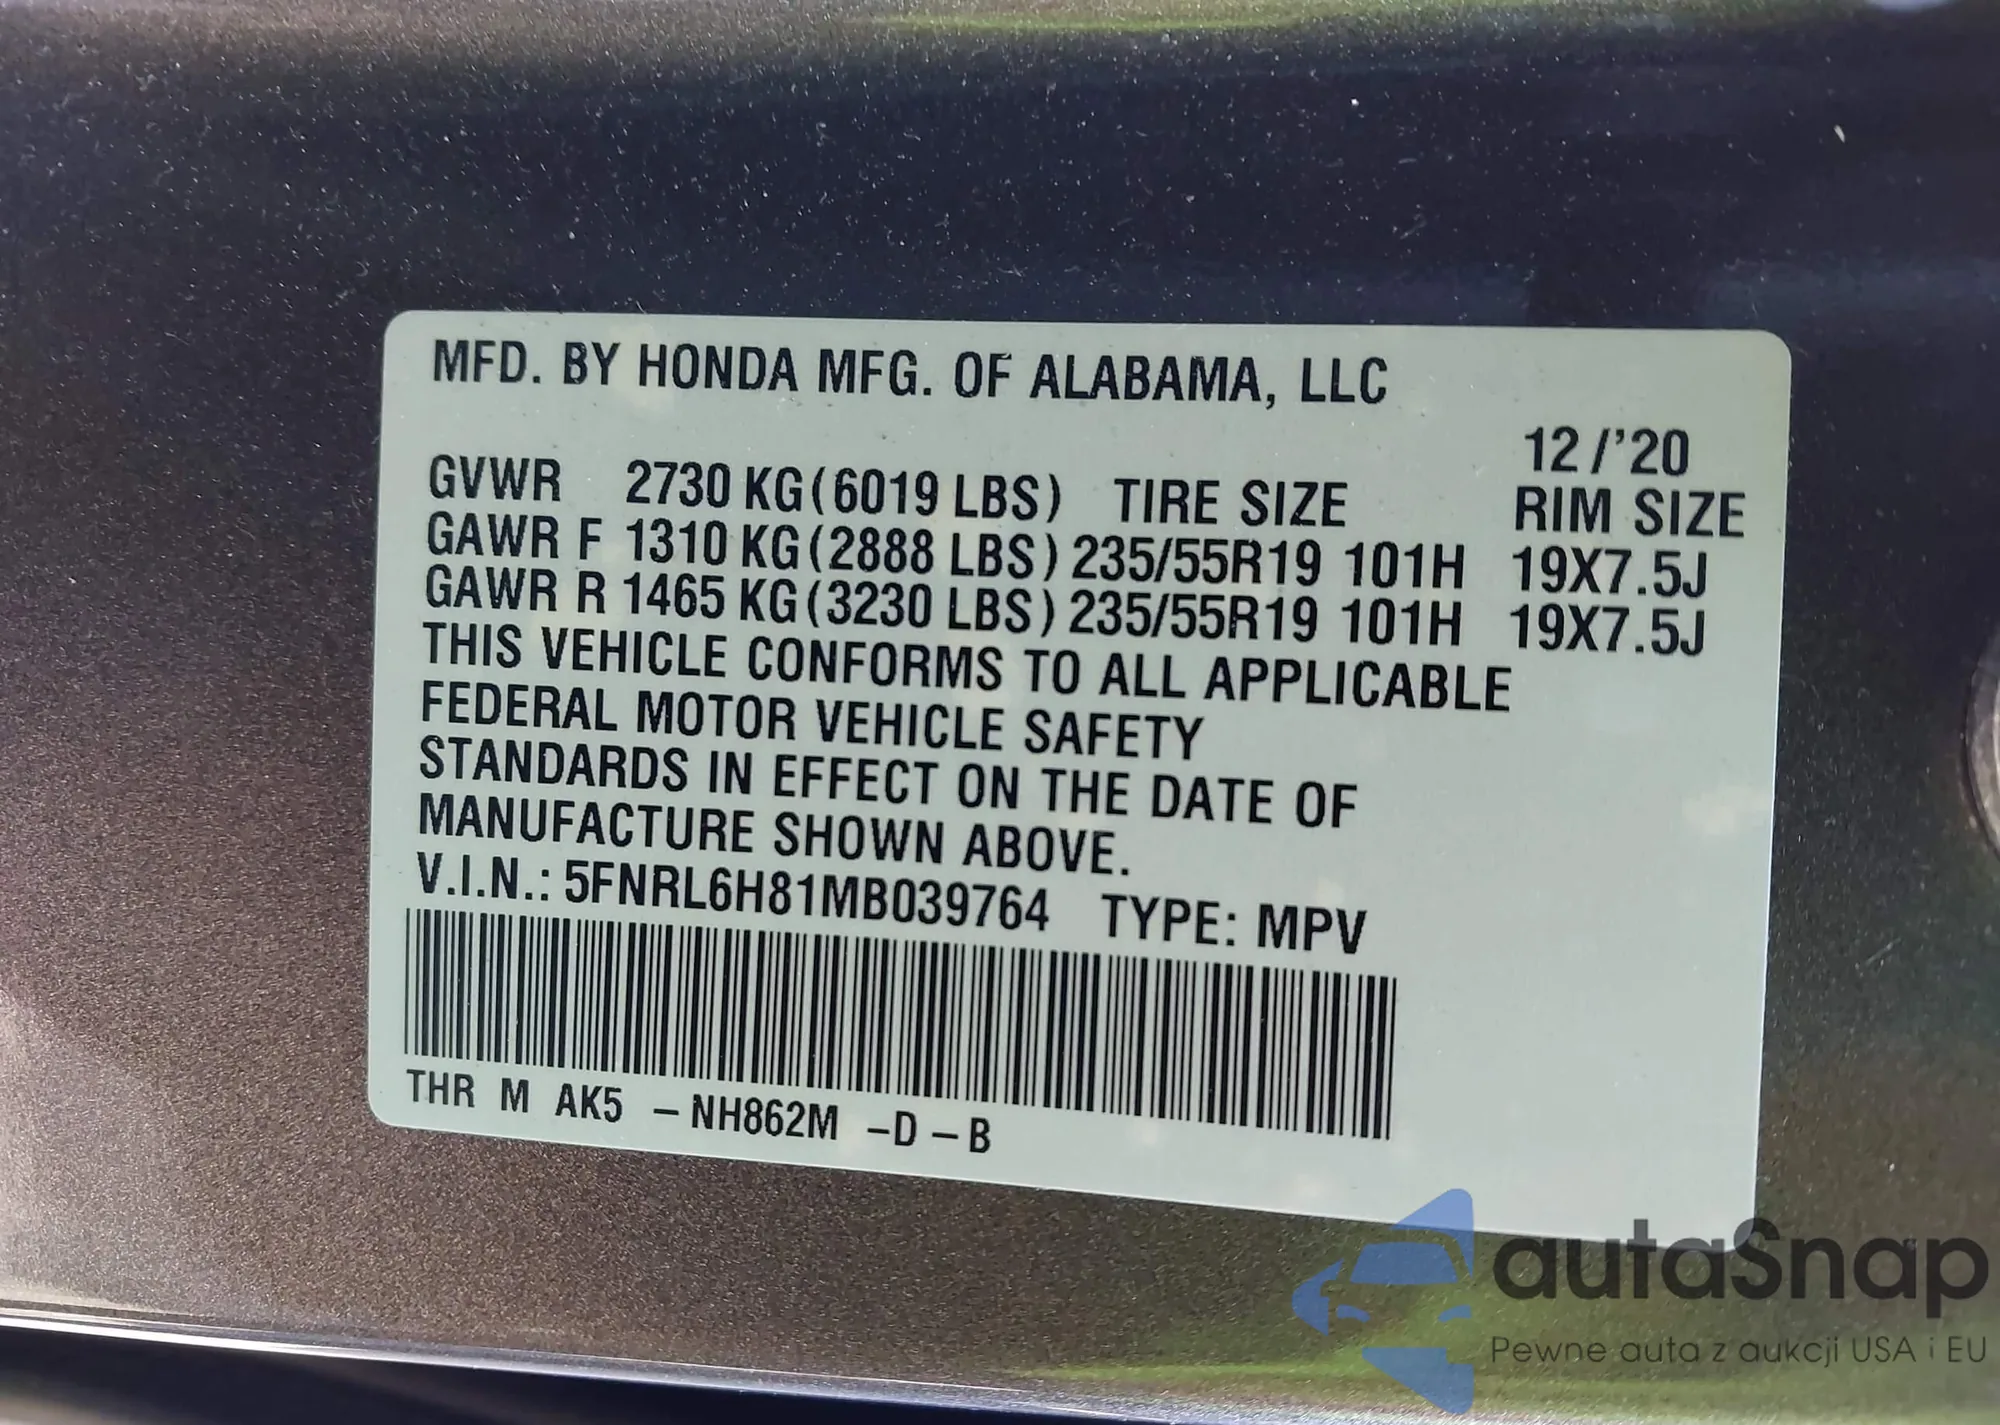 MFD. BY HONDA MFG. OF ALABAMA, LLC
12/'20
GVWR 2730 KG(6019 LBS) TIRE SIZE RIM SIZE
GAWR F 1310 KG(2888 LBS) 235/55R19 101H 19X7.5J
GAWR R 1465 KG(3230 LBS) 235/55R19 101H 19X7.5J
THIS VEHICLE CONFORMS TO ALL APPLICABLE
FEDERAL MOTOR VEHICLE SAFETY
STANDARDS IN EFFECT ON THE DATE OF
MANUFACTURE SHOWN ABOVE.
V.I.N.: 5FNRL6H81MB039764 TYPE: MPV
THR M AK5 -NH862M -D-B
autaSnap
Pewne auta z aukcji USA i EU